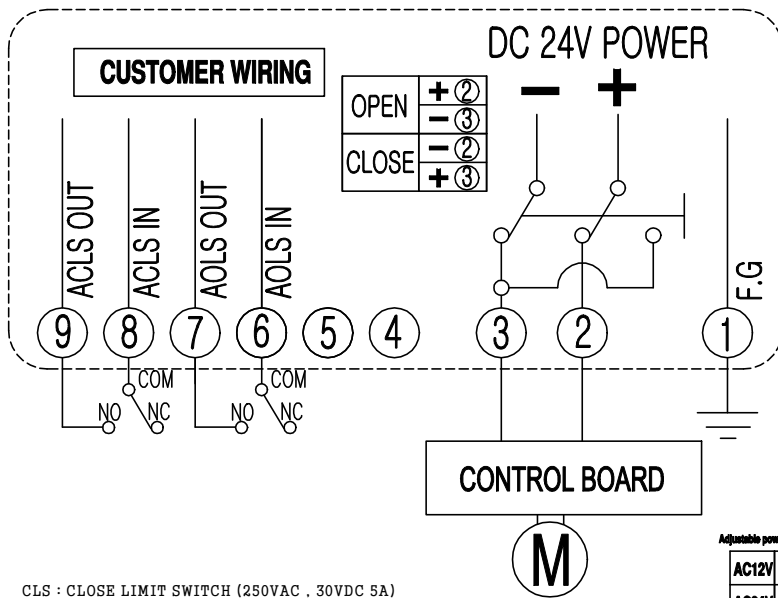 DC 24V POWER
CUSTOMER WIRING
OPEN + ②
− ③
CLOSE − ②
+ ③
− +
ACLS OUT
ACLS IN
AOLS OUT
AOLS IN
F.G
9 8 7 6 5 4 3 2 1
COM COM
NO NC NO NC
CONTROL BOARD
M
Adjustable pow
AC12V
CLS : CLOSE LIMIT SWITCH (250VAC , 30VDC 5A)